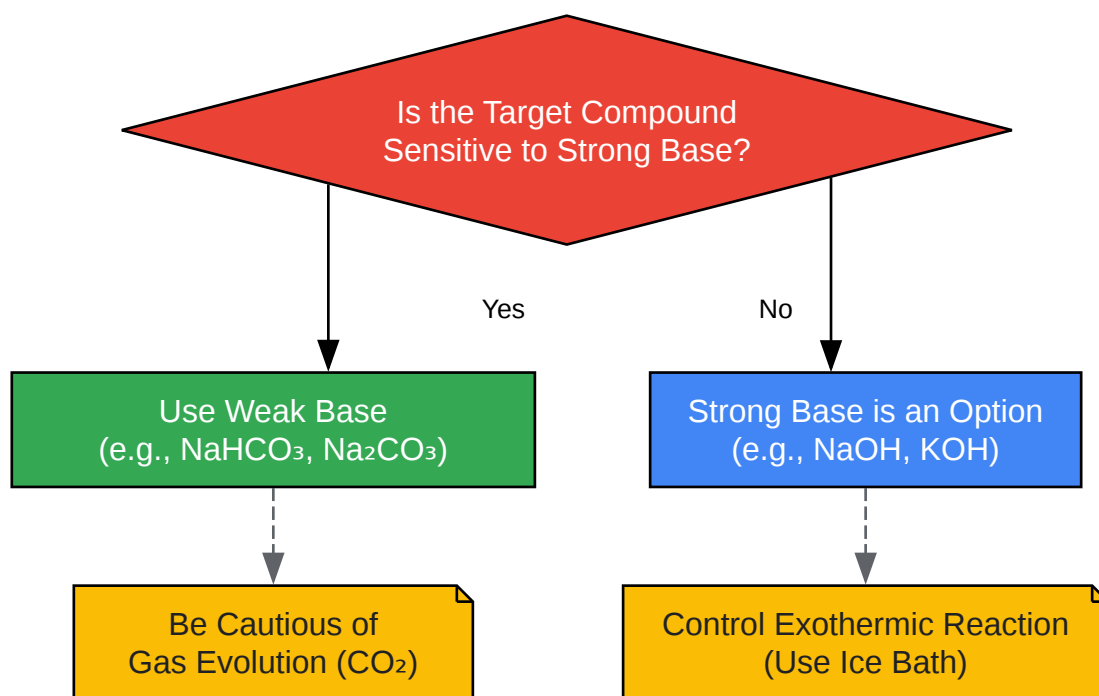 Is the Target Compound
Sensitive to Strong Base?
Yes
No
Use Weak Base
(e.g., NaHCO₃, Na₂CO₃)
Strong Base is an Option
(e.g., NaOH, KOH)
Be Cautious of
Gas Evolution (CO₂)
Control Exothermic Reaction
(Use Ice Bath)